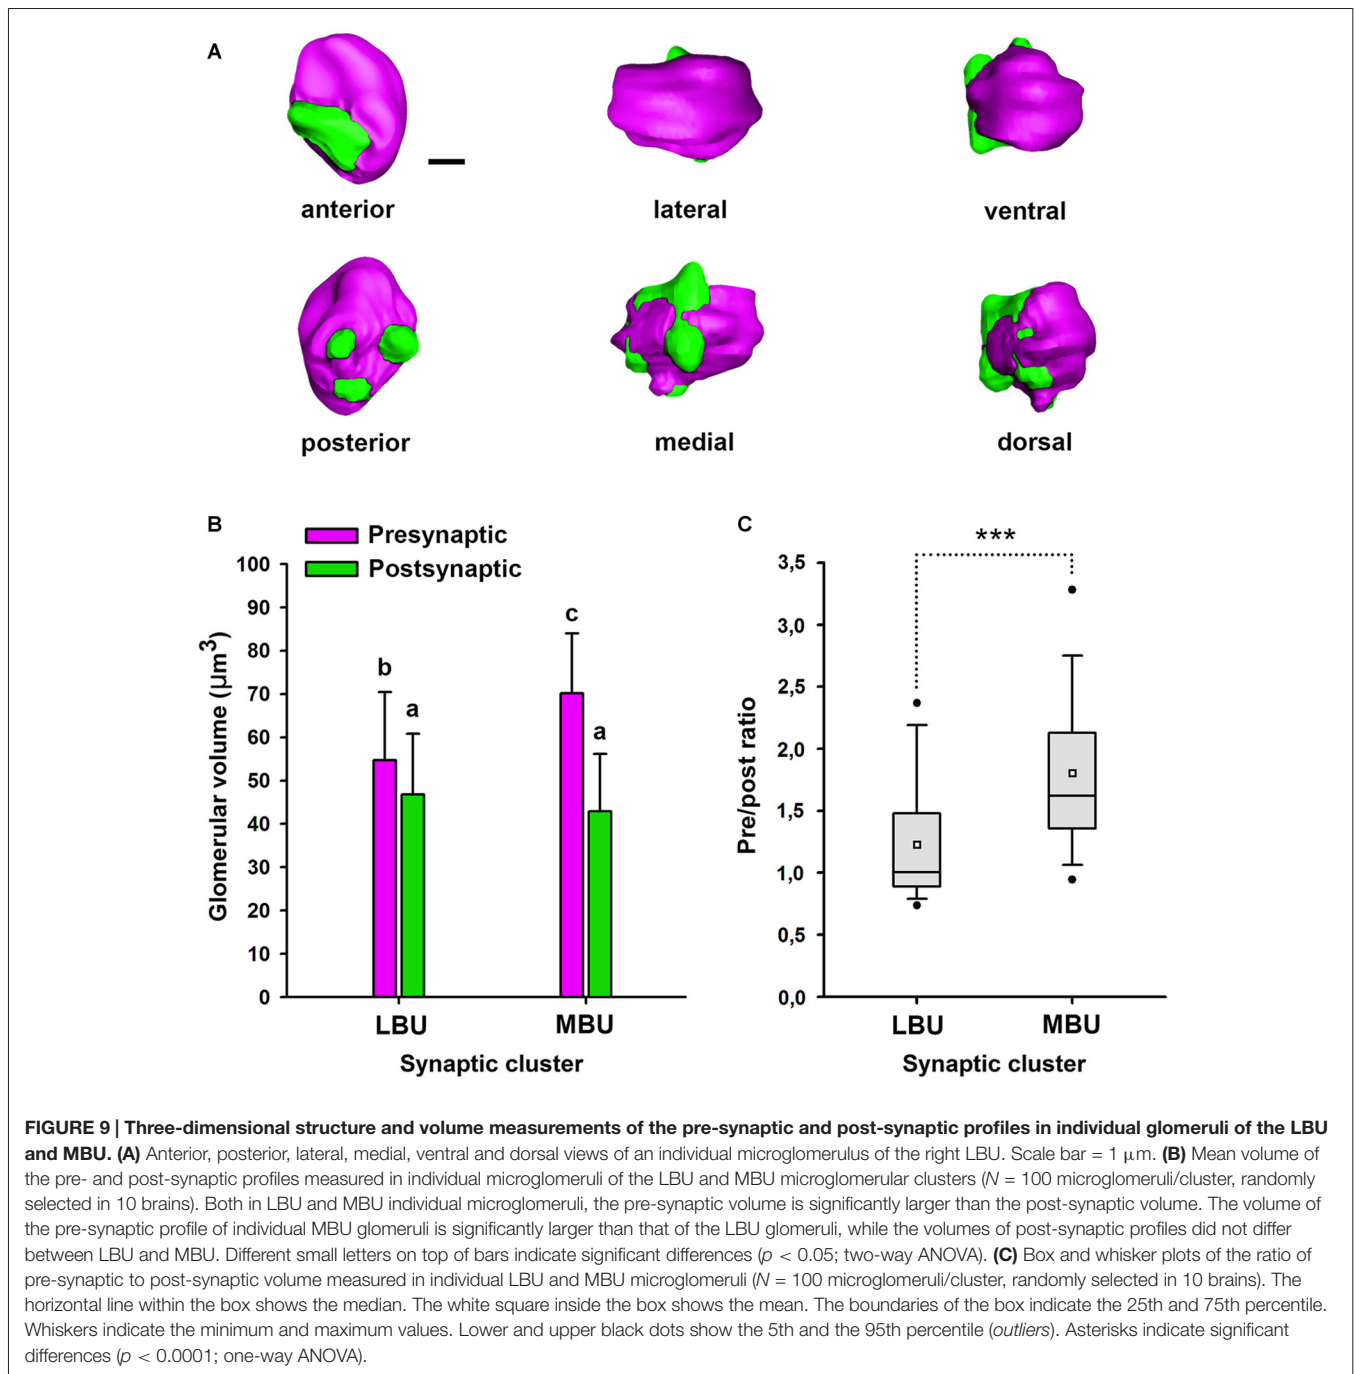 A
anterior
lateral
ventral
posterior
medial
dorsal
B
Presynaptic
Postsynaptic
Glomerular volume (μm³)
100
90
80
70
60
50
40
30
20
10
0
b
a
c
a
LBU
MBU
Synaptic cluster
C
***
Pre/post ratio
3,5
3,0
2,5
2,0
1,5
1,0
0,5
0,0
LBU
MBU
Synaptic cluster
FIGURE 9 | Three-dimensional structure and volume measurements of the pre-synaptic and post-synaptic profiles in individual glomeruli of the LBU
and MBU. (A) Anterior, posterior, lateral, medial, ventral and dorsal views of an individual microglomerulus of the right LBU. Scale bar = 1 μm. (B) Mean volume of
the pre- and post-synaptic profiles measured in individual microglomeruli of the LBU and MBU microglomerular clusters (N = 100 microglomeruli/cluster, randomly
selected in 10 brains). Both in LBU and MBU individual microglomeruli, the pre-synaptic volume is significantly larger than the post-synaptic volume. The volume of
the pre-synaptic profile of individual MBU glomeruli is significantly larger than that of the LBU glomeruli, while the volumes of post-synaptic profiles did not differ
between LBU and MBU. Different small letters on top of bars indicate significant differences (p < 0.05; two-way ANOVA). (C) Box and whisker plots of the ratio of
pre-synaptic to post-synaptic volume measured in individual LBU and MBU microglomeruli (N = 100 microglomeruli/cluster, randomly selected in 10 brains). The
horizontal line within the box shows the median. The white square inside the box shows the mean. The boundaries of the box indicate the 25th and 75th percentile.
Whiskers indicate the minimum and maximum values. Lower and upper black dots show the 5th and the 95th percentile (outliers). Asterisks indicate significant
differences (p < 0.0001; one-way ANOVA).